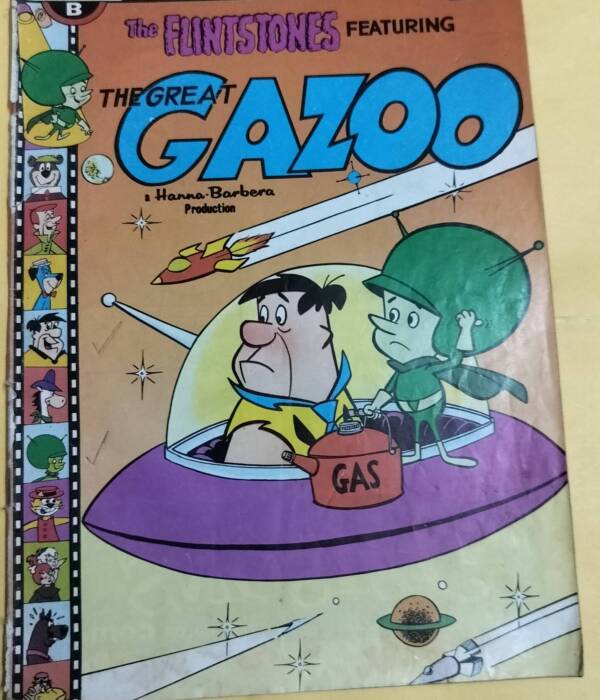 B
The FLINTSTONES FEATURING
THE GREAT
GAZOO
a Hanna-Barbera
Production
GAS